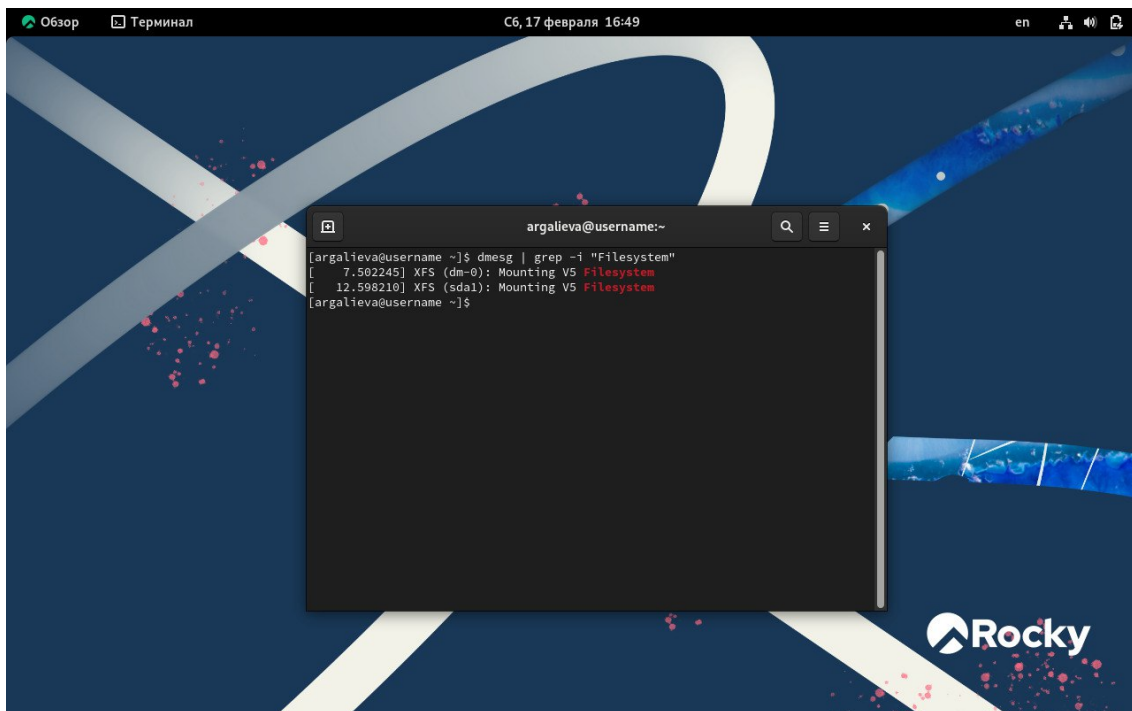 Обзор Терминал Сб, 17 февраля 16:49 en
argalieva@username:~
[argalieva@username ~]$ dmesg | grep -i "Filesystem"
[    7.502245] XFS (dm-0): Mounting V5 Filesystem
[   12.598210] XFS (sda1): Mounting V5 Filesystem
[argalieva@username ~]$
Rocky